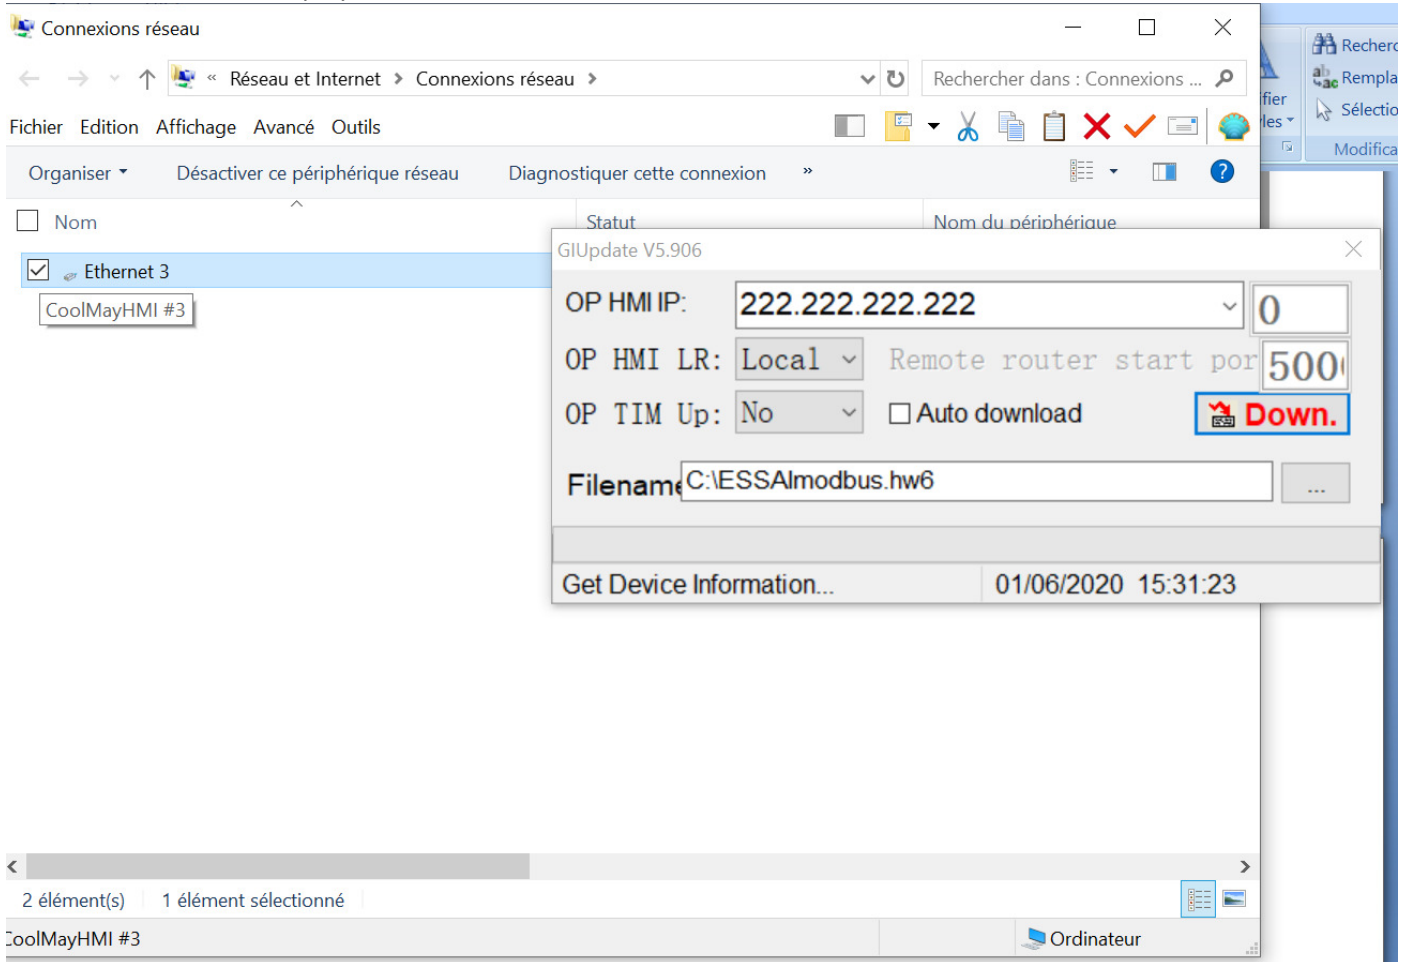 Connexions réseau
« Réseau et Internet > Connexions réseau >
Rechercher dans : Connexions ...
Fichier Edition Affichage Avancé Outils
Organiser Désactiver ce périphérique réseau Diagnostiquer cette connexion »
Nom Statut Nom du périphérique
Ethernet 3
CoolMayHMI #3
GIUpdate V5.906
OP HMI IP: 222.222.222.222 0
OP HMI LR: Local Remote router start por 500
OP TIM Up: No Auto download Down.
Filename C:\ESSAImodbus.hw6 ...
Get Device Information... 01/06/2020 15:31:23
2 élément(s) 1 élément sélectionné
CoolMayHMI #3 Ordinateur
Recherc
Rempla
Sélectio
fier
les
Modifica